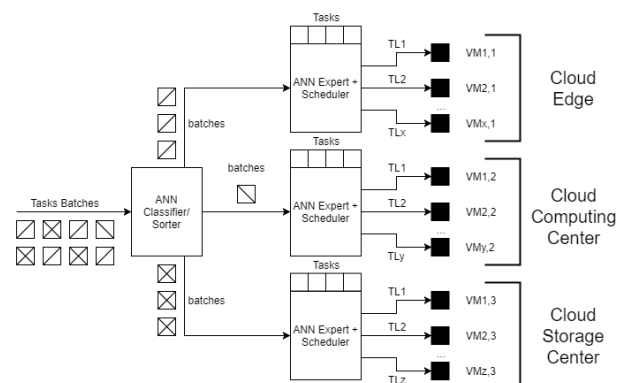 Tasks
ANN Expert +
Scheduler
TL1
TL2
TLx
VM1,1
VM2,1
...
VMx,1
Cloud
Edge
batches
Tasks Batches
ANN
Classifier/
Sorter
batches
Tasks
ANN Expert +
Scheduler
TL1
TL2
TLy
VM1,2
VM2,2
...
VMy,2
Cloud
Computing
Center
batches
Tasks
ANN Expert +
Scheduler
TL1
TL2
TLz
VM1,3
VM2,3
...
VMz,3
Cloud
Storage
Center